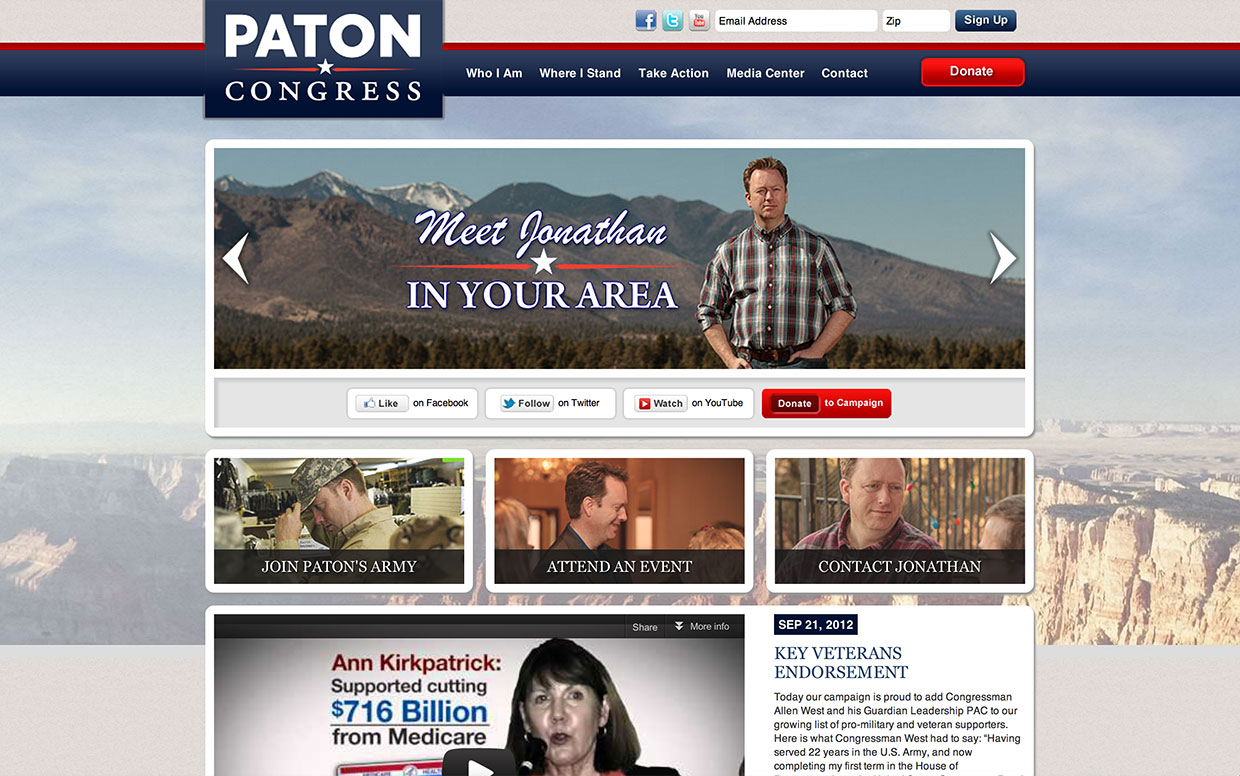 PATON
CONGRESS
Email Address
Zip
Sign Up
Who I Am
Where I Stand
Take Action
Media Center
Contact
Donate
Meet Jonathan
IN YOUR AREA
Like on Facebook
Follow on Twitter
Watch on YouTube
Donate to Campaign
JOIN PATON'S ARMY
ATTEND AN EVENT
CONTACT JONATHAN
Share
More info
Ann Kirkpatrick:
Supported cutting
$716 Billion
from Medicare
SEP 21, 2012
KEY VETERANS
ENDORSEMENT
Today our campaign is proud to add Congressman
Allen West and his Guardian Leadership PAC to our
growing list of pro-military and veteran supporters.
Here is what Congressman West had to say: “Having
served 22 years in the U.S. Army, and now
completing my first term in the House of